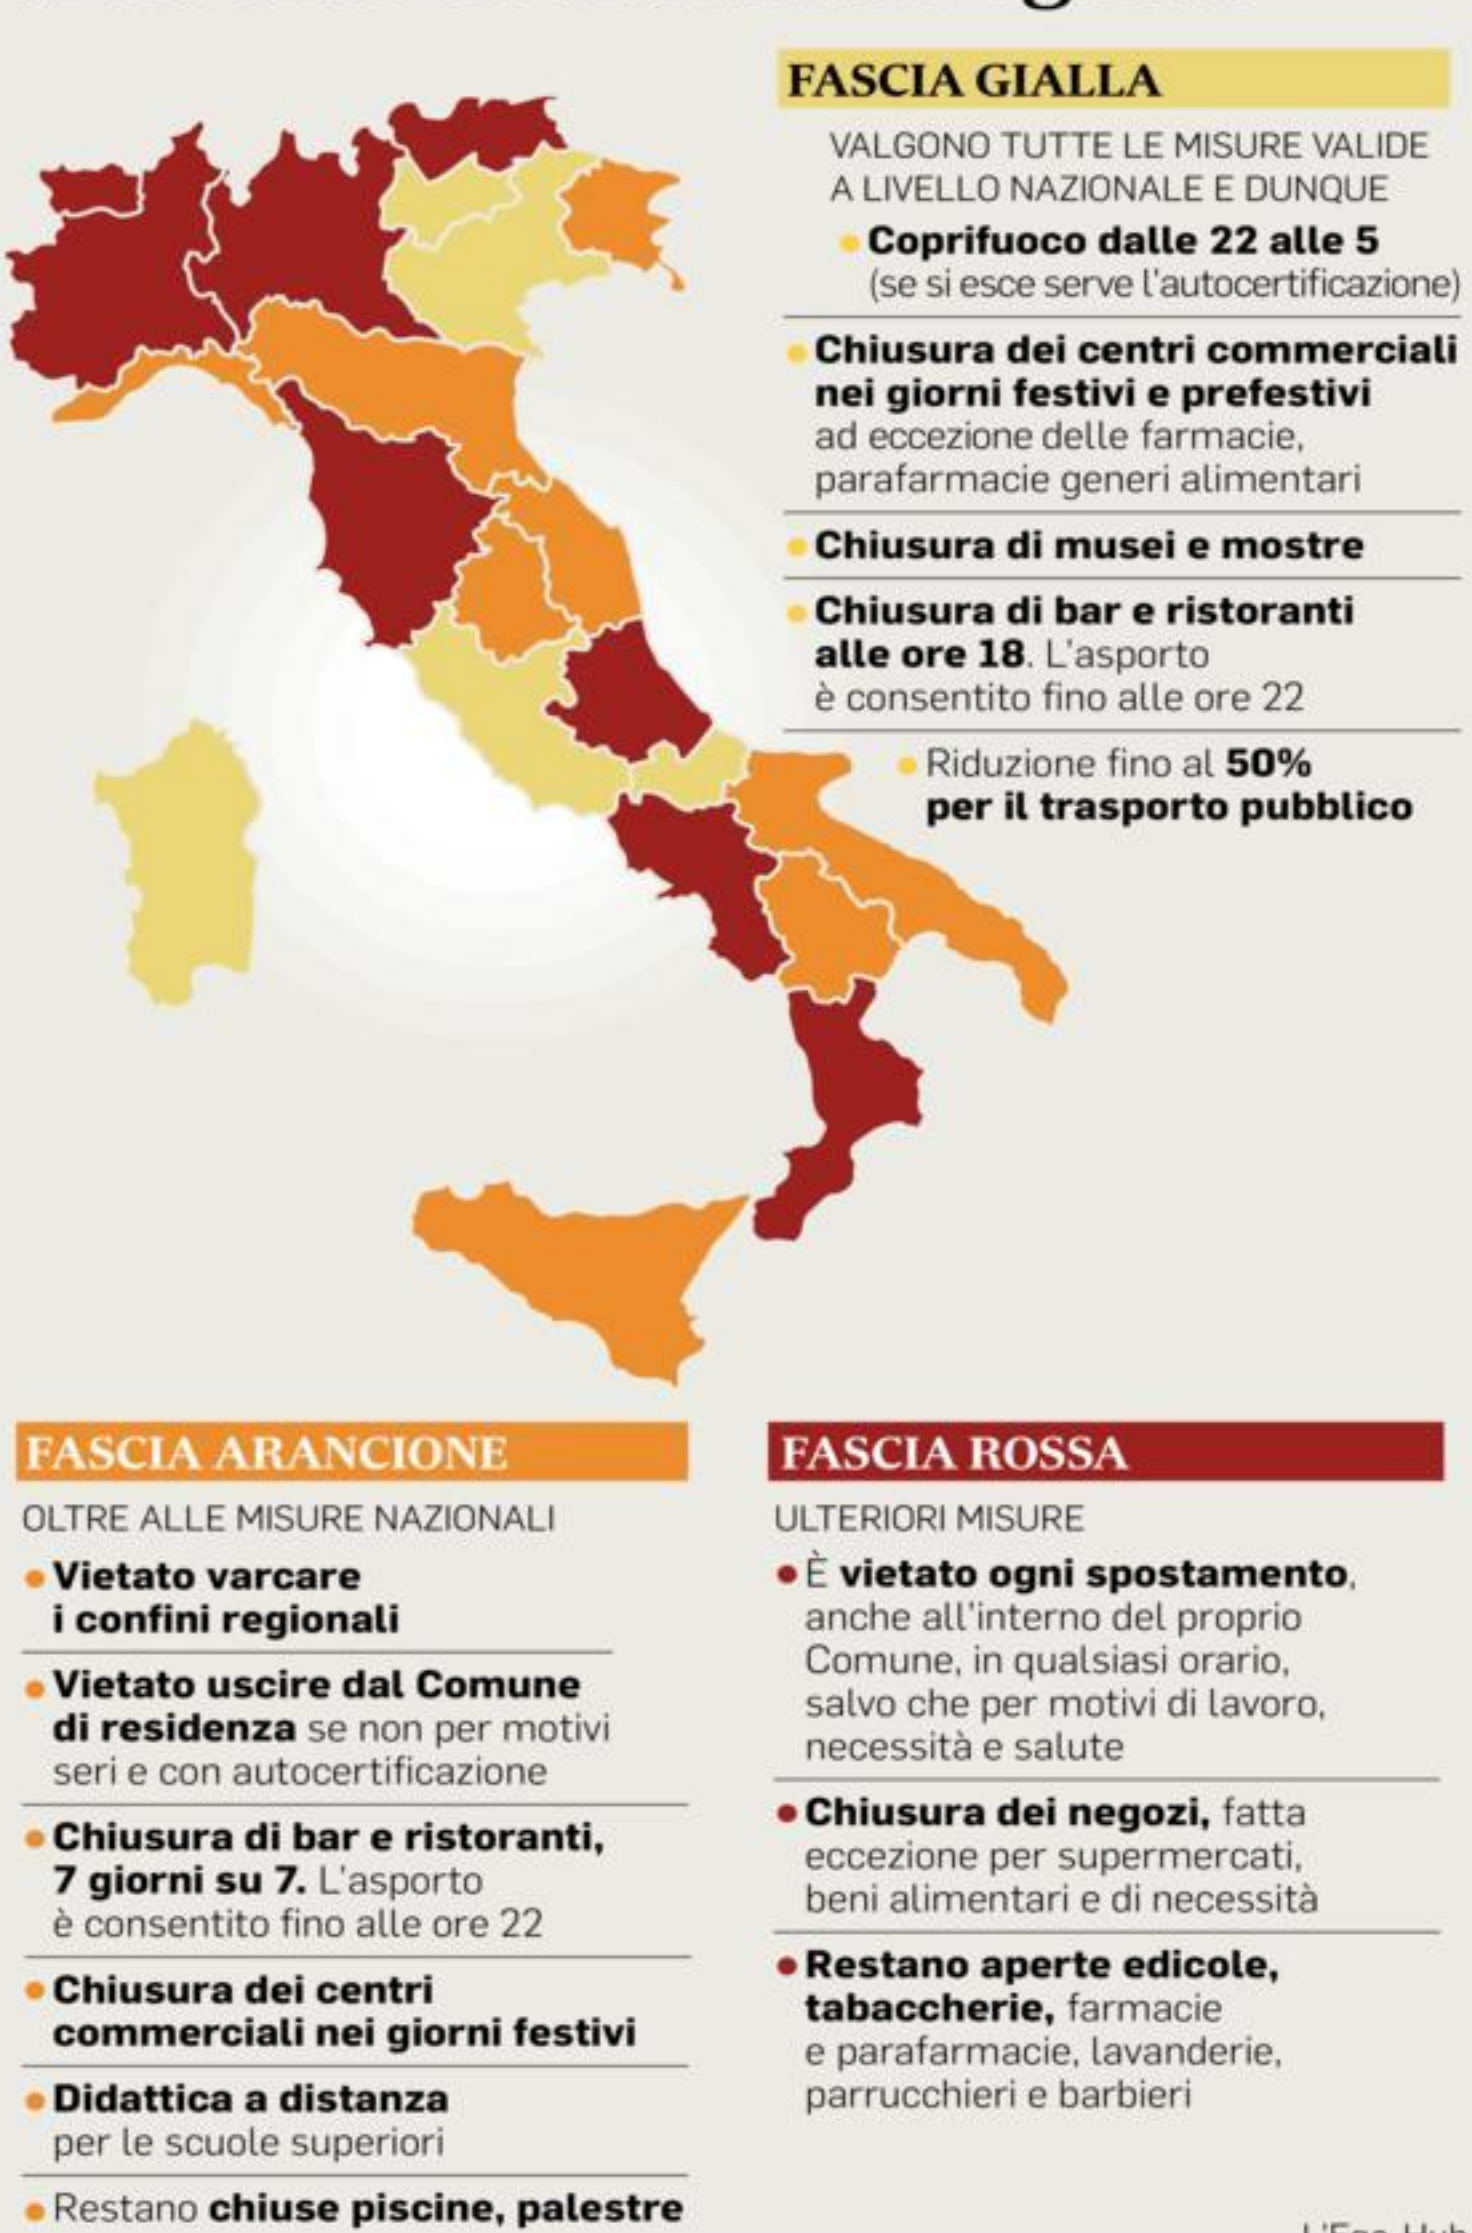 FASCIA GIALLA
VALGONO TUTTE LE MISURE VALIDE
A LIVELLO NAZIONALE E DUNQUE
Coprifuoco dalle 22 alle 5
(se si esce serve l'autocertificazione)
Chiusura dei centri commerciali
nei giorni festivi e prefestivi
ad eccezione delle farmacie,
parafarmacie generi alimentari
Chiusura di musei e mostre
Chiusura di bar e ristoranti
alle ore 18. L'asporto
è consentito fino alle ore 22
Riduzione fino al 50%
per il trasporto pubblico
FASCIA ARANCIONE
OLTRE ALLE MISURE NAZIONALI
Vietato varcare
i confini regionali
Vietato uscire dal Comune
di residenza se non per motivi
seri e con autocertificazione
Chiusura di bar e ristoranti,
7 giorni su 7. L'asporto
è consentito fino alle ore 22
Chiusura dei centri
commerciali nei giorni festivi
Didattica a distanza
per le scuole superiori
Restano chiuse piscine, palestre
FASCIA ROSSA
ULTERIORI MISURE
È vietato ogni spostamento,
anche all'interno del proprio
Comune, in qualsiasi orario,
salvo che per motivi di lavoro,
necessità e salute
Chiusura dei negozi, fatta
eccezione per supermercati,
beni alimentari e di necessità
Restano aperte edicole,
tabaccherie, farmacie
e parafarmacie, lavanderie,
parrucchieri e barbieri